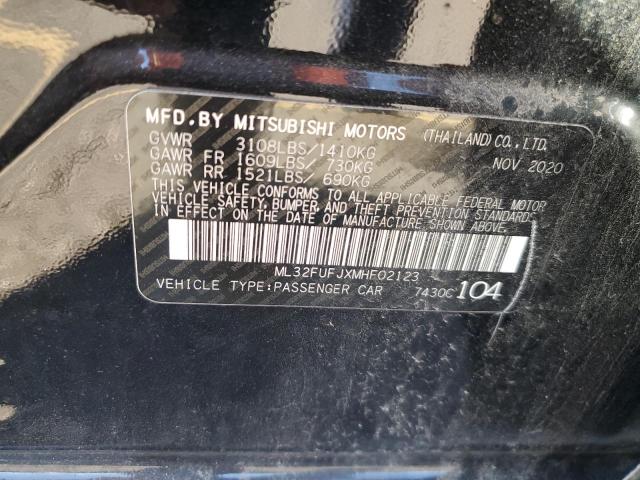 MFD.BY MITSUBISHI MOTORS (THAILAND)CO.,LTD.
GVWR 3108LBS/1410KG NOV 2020
GAWR FR 1609LBS/ 730KG
GAWR RR 1521LBS/ 690KG
THIS VEHICLE CONFORMS TO ALL APPLICABLE FEDERAL MOTOR
VEHICLE SAFETY, BUMPER, AND THEFT PREVENTION STANDARDS
IN EFFECT ON THE DATE OF MANUFACTURE SHOWN ABOVE.
ML32FUFJXMHF02123
VEHICLE TYPE:PASSENGER CAR 7430C 104